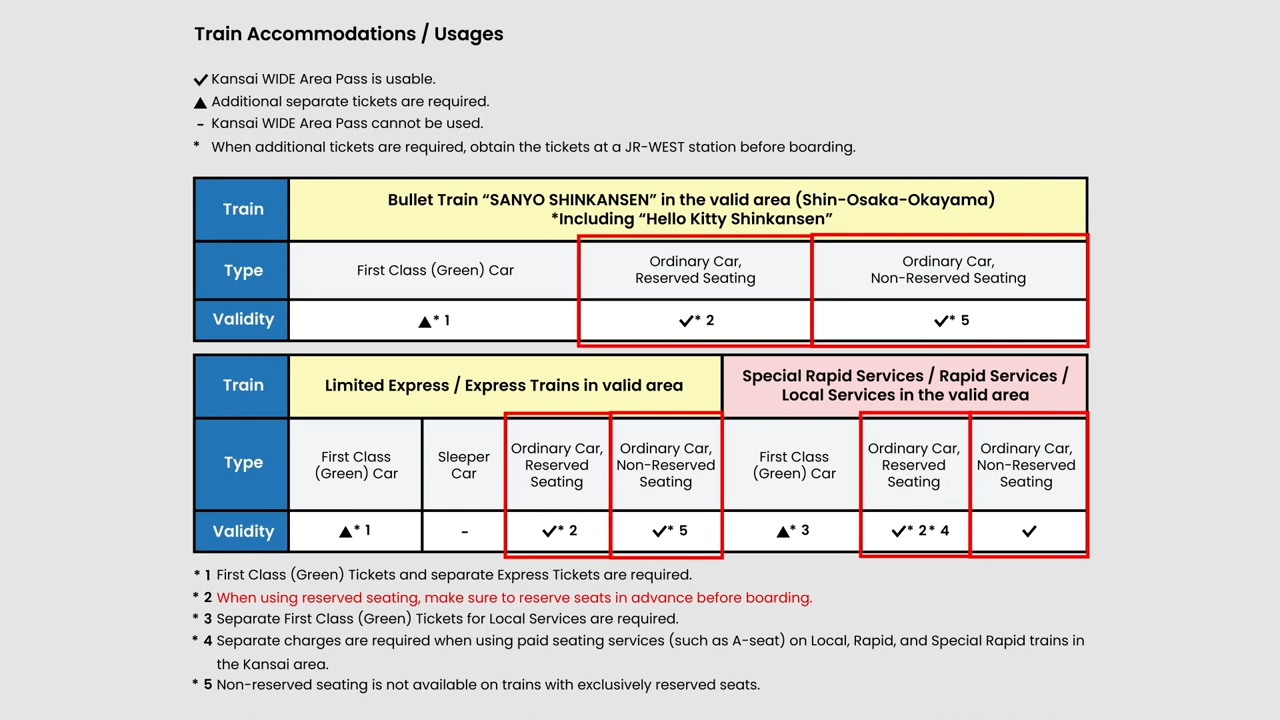 Train Accommodations / Usages
✓ Kansai WIDE Area Pass is usable.
▲ Additional separate tickets are required.
- Kansai WIDE Area Pass cannot be used.
* When additional tickets are required, obtain the tickets at a JR-WEST station before boarding.
Train
Bullet Train “SANYO SHINKANSEN” in the valid area (Shin-Osaka-Okayama)
*Including “Hello Kitty Shinkansen”
Type
First Class (Green) Car
Ordinary Car,
Reserved Seating
Ordinary Car,
Non-Reserved Seating
Validity
▲* 1
✓* 2
✓* 5
Train
Limited Express / Express Trains in valid area
Special Rapid Services / Rapid Services /
Local Services in the valid area
Type
First Class
(Green) Car
Sleeper
Car
Ordinary Car,
Reserved
Seating
Ordinary Car,
Non-Reserved
Seating
First Class
(Green) Car
Ordinary Car,
Reserved
Seating
Ordinary Car,
Non-Reserved
Seating
Validity
▲* 1
-
✓* 2
✓* 5
▲* 3
✓* 2* 4
✓
* 1 First Class (Green) Tickets and separate Express Tickets are required.
* 2 When using reserved seating, make sure to reserve seats in advance before boarding.
* 3 Separate First Class (Green) Tickets for Local Services are required.
* 4 Separate charges are required when using paid seating services (such as A-seat) on Local, Rapid, and Special Rapid trains in
the Kansai area.
* 5 Non-reserved seating is not available on trains with exclusively reserved seats.